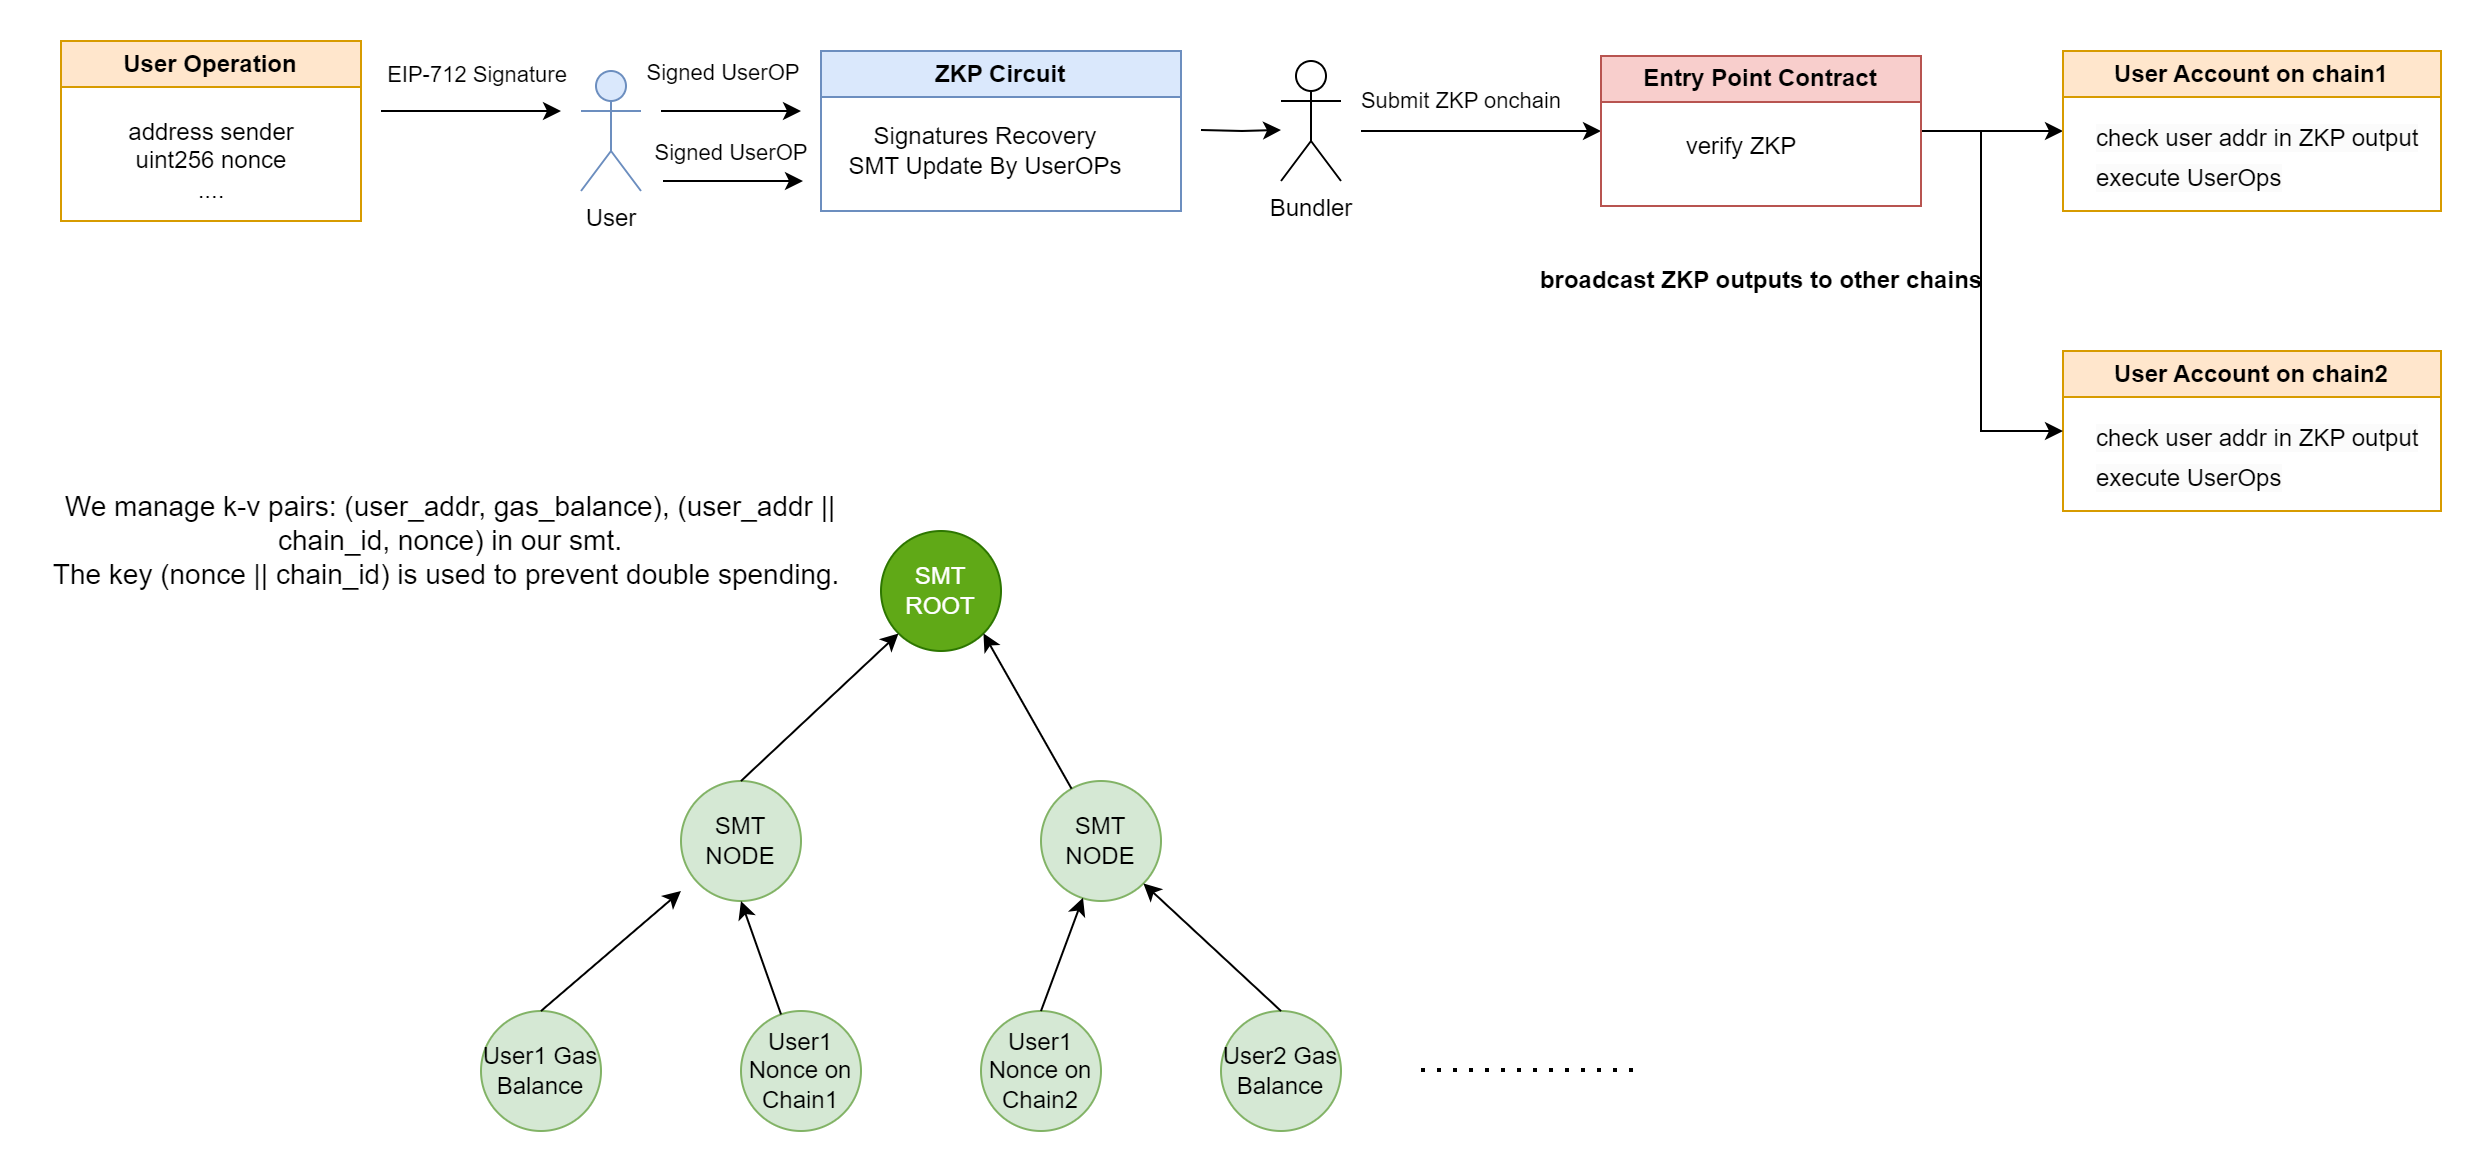 User Operation
address sender
uint256 nonce
....
EIP-712 Signature
User
Signed UserOP
Signed UserOP
ZKP Circuit
Signatures Recovery
SMT Update By UserOPs
Bundler
Submit ZKP onchain
Entry Point Contract
verify ZKP
User Account on chain1
check user addr in ZKP output
execute UserOps
broadcast ZKP outputs to other chains
User Account on chain2
check user addr in ZKP output
execute UserOps
We manage k-v pairs: (user_addr, gas_balance), (user_addr ||
chain_id, nonce) in our smt.
The key (nonce || chain_id) is used to prevent double spending.
SMT
ROOT
SMT
NODE
SMT
NODE
User1 Gas
Balance
User1
Nonce on
Chain1
User1
Nonce on
Chain2
User2 Gas
Balance